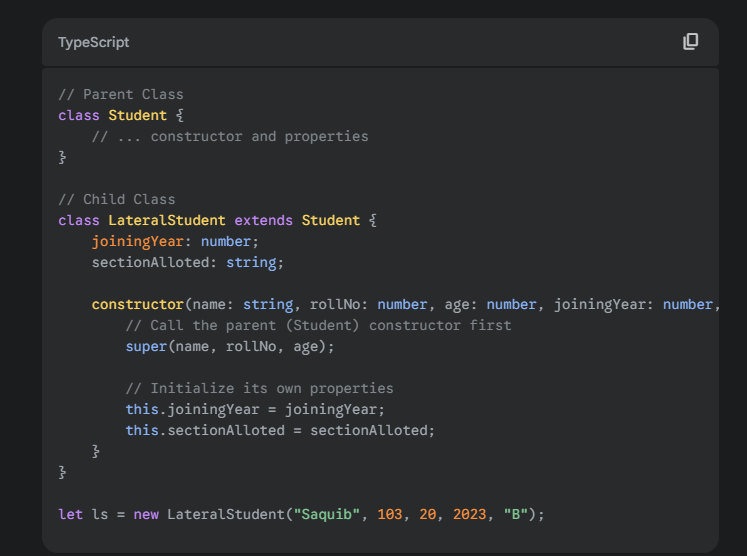 TypeScript
// Parent Class
class Student {
    // ... constructor and properties
}
// Child Class
class LateralStudent extends Student {
    joiningYear: number;
    sectionAlloted: string;
    constructor(name: string, rollNo: number, age: number, joiningYear: number,
        // Call the parent (Student) constructor first
        super(name, rollNo, age);
        // Initialize its own properties
        this.joiningYear = joiningYear;
        this.sectionAlloted = sectionAlloted;
    }
}
let ls = new LateralStudent("Saquib", 103, 20, 2023, "B");